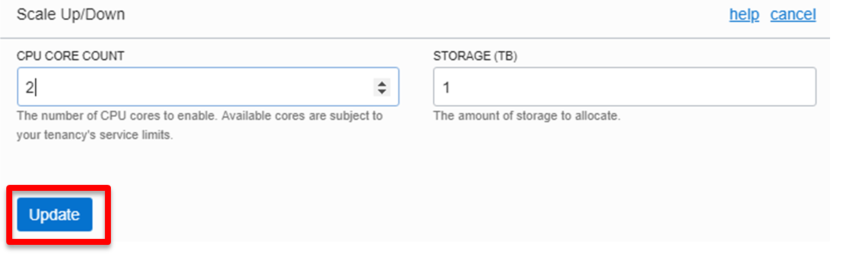 Scale Up/Down
help cancel
CPU CORE COUNT
STORAGE (TB)
2
1
The number of CPU cores to enable. Available cores are subject to
your tenancy's service limits.
The amount of storage to allocate.
Update